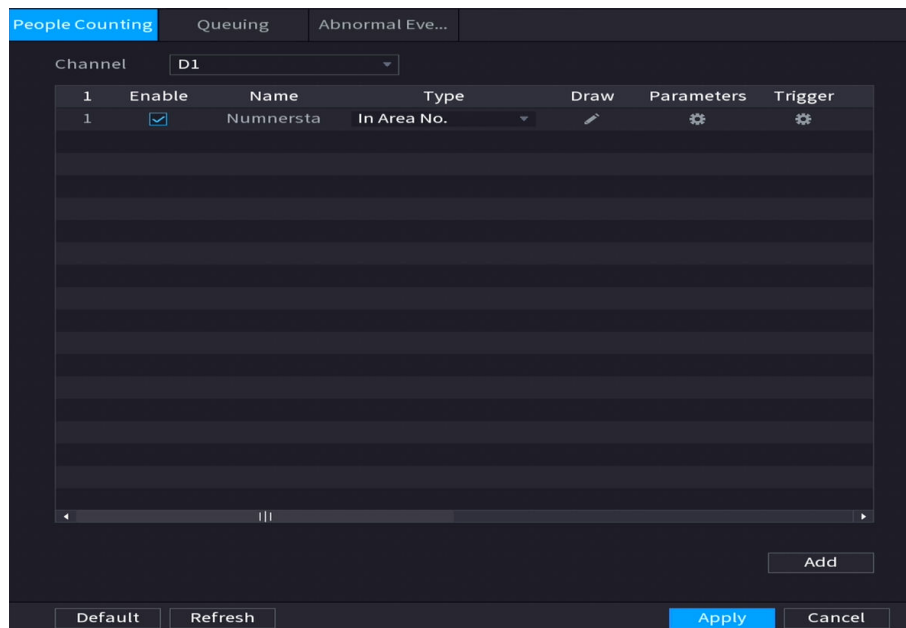 People Counting Queuing Abnormal Eve...
Channel D1
1 Enable Name Type Draw Parameters Trigger
1 Numnersta In Area No.
Add
Default Refresh Apply Cancel